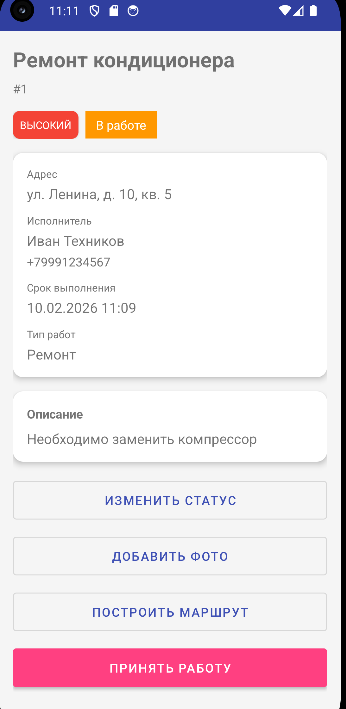 11:11
Ремонт кондиционера
#1
ВЫСОКИЙ В работе
Адрес
ул. Ленина, д. 10, кв. 5
Исполнитель
Иван Техников
+79991234567
Срок выполнения
10.02.2026 11:09
Тип работ
Ремонт
Описание
Необходимо заменить компрессор
ИЗМЕНИТЬ СТАТУС
ДОБАВИТЬ ФОТО
ПОСТРОИТЬ МАРШРУТ
ПРИНЯТЬ РАБОТУ